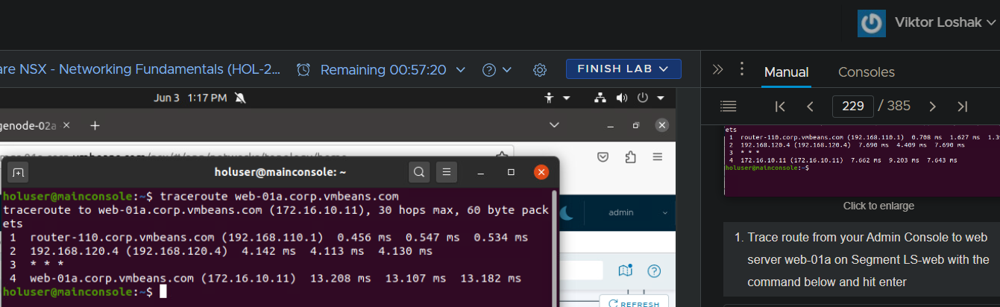 Viktor Loshak
are NSX - Networking Fundamentals (HOL-2...
Remaining 00:57:20
FINISH LAB
Manual
Consoles
Jun 3 1:17 PM
229 / 385
genode-02a
holuser@mainconsole: ~
holuser@mainconsole:~$ traceroute web-01a.corp.vmbeans.com
traceroute to web-01a.corp.vmbeans.com (172.16.10.11), 30 hops max, 60 byte pack
ets
1 router-110.corp.vmbeans.com (192.168.110.1) 0.456 ms 0.547 ms 0.534 ms
2 192.168.120.4 (192.168.120.4) 4.142 ms 4.113 ms 4.130 ms
3 * * *
4 web-01a.corp.vmbeans.com (172.16.10.11) 13.208 ms 13.107 ms 13.182 ms
holuser@mainconsole:~$
admin
REFRESH
ets
1 router-110.corp.vmbeans.com (192.168.110.1) 0.708 ms 1.627 ms
2 192.168.120.4 (192.168.120.4) 7.690 ms 4.409 ms 7.690 ms
3 * * *
4 172.16.10.11 (172.16.10.11) 7.662 ms 9.203 ms 7.643 ms
holuser@mainconsole:~$
Click to enlarge
1. Trace route from your Admin Console to web
server web-01a on Segment LS-web with the
command below and hit enter